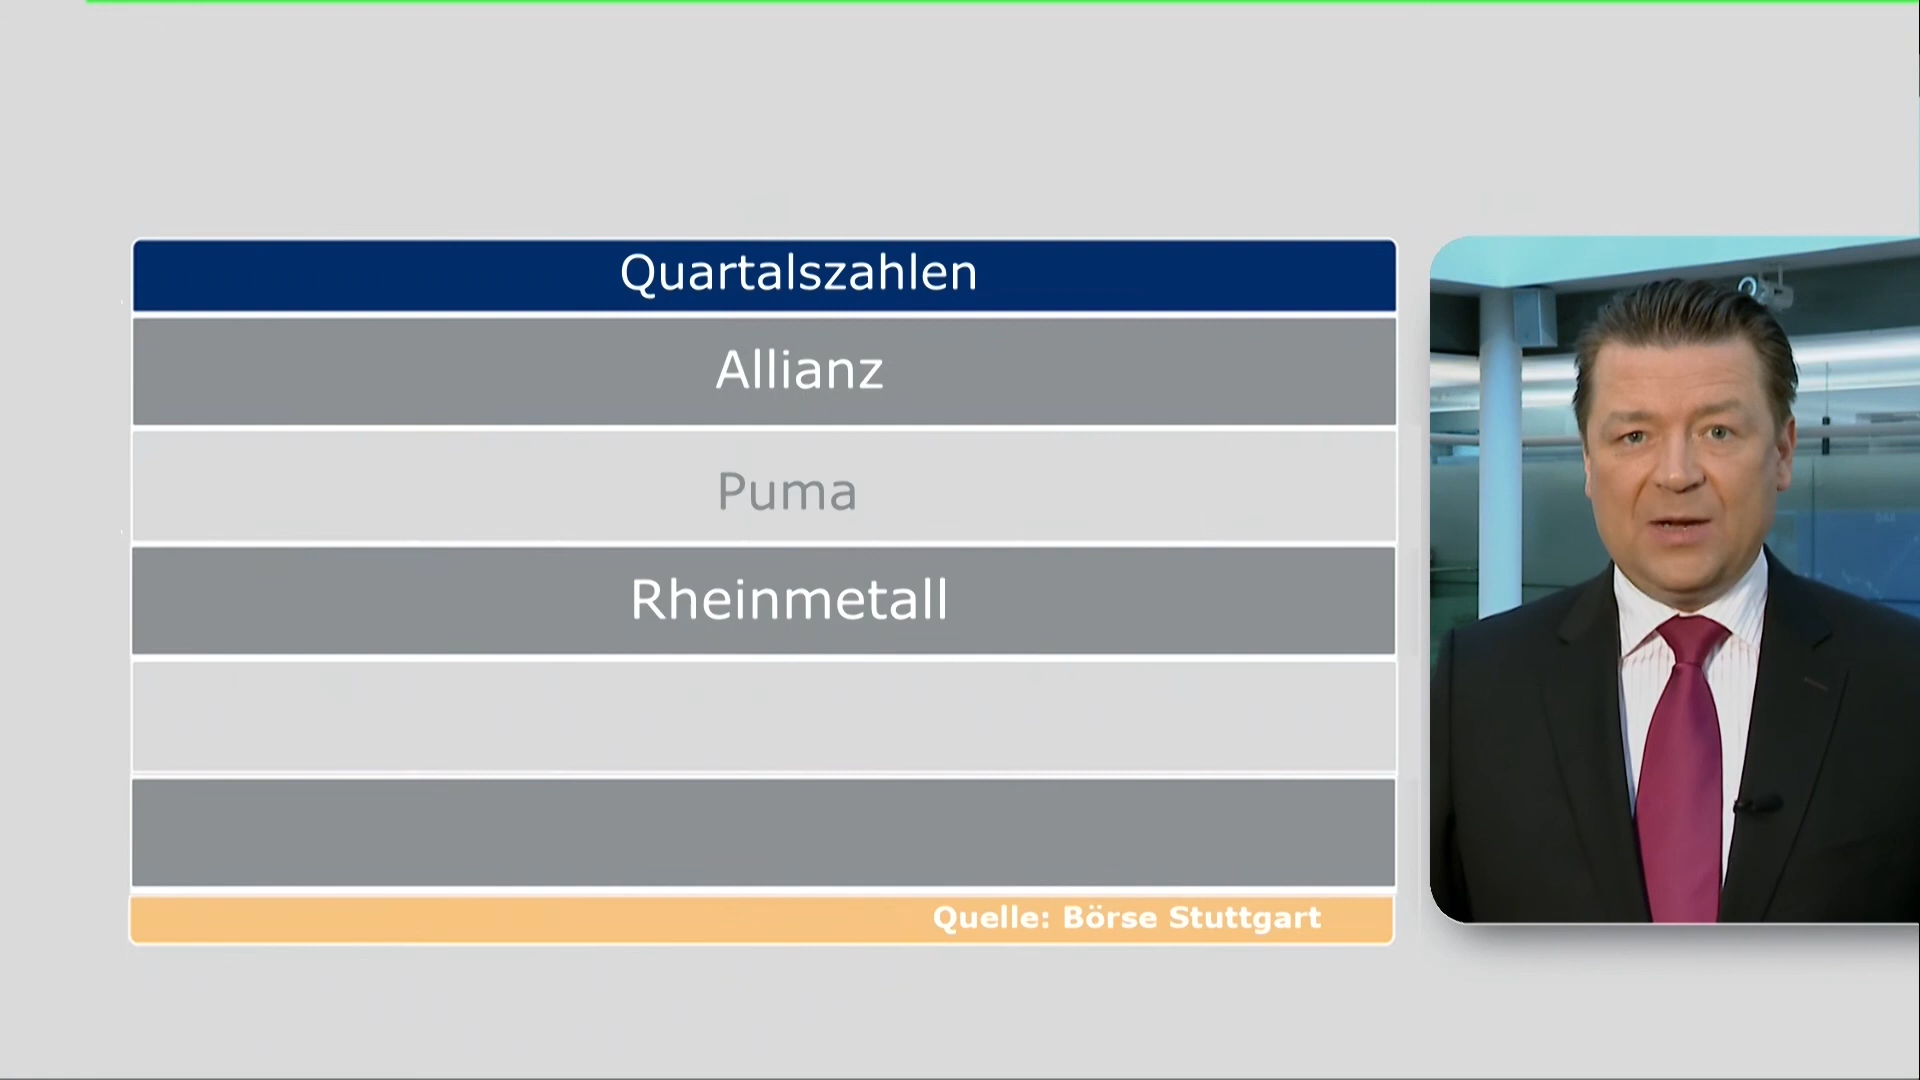 Quartalszahlen
Allianz
Puma
Rheinmetall
Quelle: Börse Stuttgart